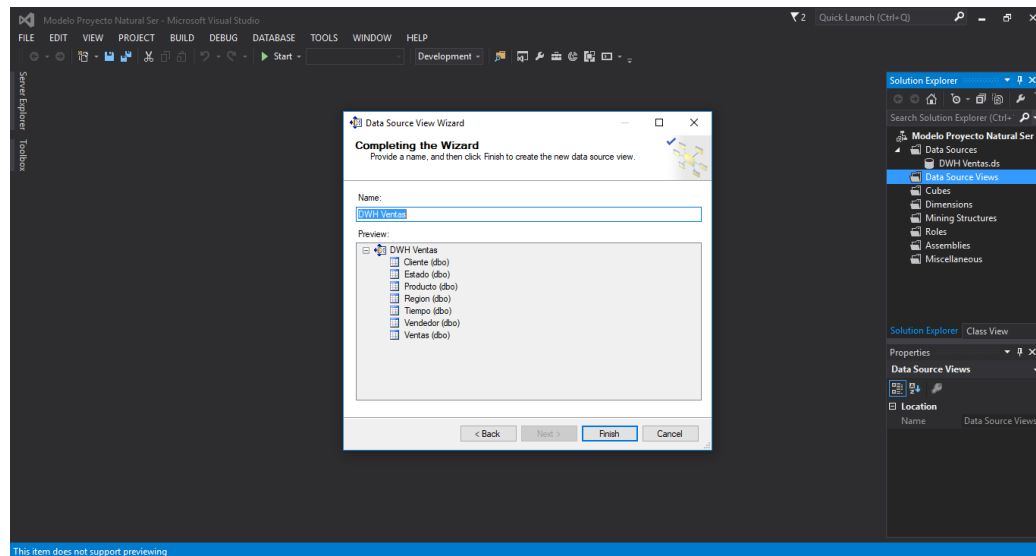 Modelo Proyecto Natural Ser - Microsoft Visual Studio
2 Quick Launch (Ctrl+Q)
FILE EDIT VIEW PROJECT BUILD DEBUG DATABASE TOOLS WINDOW HELP
Start Development
Server Explorer
Toolbox
Data Source View Wizard
Completing the Wizard
Provide a name, and then click Finish to create the new data source view.
Name:
DWH Ventas
Preview:
DWH Ventas
Cliente (dbo)
Estado (dbo)
Producto (dbo)
Region (dbo)
Tiempo (dbo)
Vendedor (dbo)
Ventas (dbo)
< Back Next > Finish Cancel
Solution Explorer
Search Solution Explorer (Ctrl+
Modelo Proyecto Natural Ser
Data Sources
DWH Ventas.ds
Data Source Views
Cubes
Dimensions
Mining Structures
Roles
Assemblies
Miscellaneous
Solution Explorer Class View
Properties
Data Source Views
Location
Name Data Source Views
This item does not support previewing